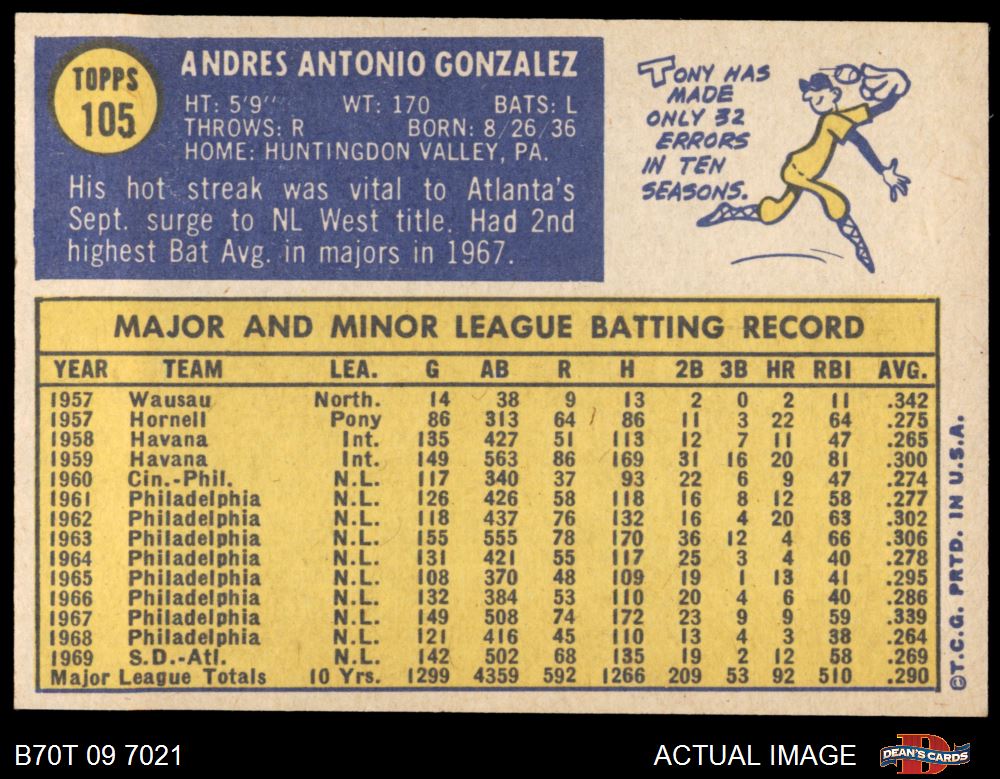 TOPPS
105
ANDRES ANTONIO GONZALEZ
HT: 5'9" WT: 170 BATS: L
THROWS: R BORN: 8/26/36
HOME: HUNTINGDON VALLEY, PA.
His hot streak was vital to Atlanta's
Sept. surge to NL West title. Had 2nd
highest Bat Avg. in majors in 1967.
TONY HAS
MADE
ONLY 32
ERRORS
IN TEN
SEASONS.
MAJOR AND MINOR LEAGUE BATTING RECORD
YEAR TEAM LEA. G AB R H 2B 3B HR RBI AVG.
1957 Wausau North. 14 38 9 13 2 0 2 11 .342
1957 Hornell Pony 86 313 64 86 11 3 22 64 .275
1958 Havana Int. 135 427 51 113 12 7 11 47 .265
1959 Havana Int. 149 563 86 169 31 16 20 81 .300
1960 Cin.-Phil. N.L. 117 340 37 93 22 6 9 47 .274
1961 Philadelphia N.L. 126 426 58 118 16 8 12 58 .277
1962 Philadelphia N.L. 118 437 76 132 16 4 20 63 .302
1963 Philadelphia N.L. 155 555 78 170 36 12 4 66 .306
1964 Philadelphia N.L. 131 421 55 117 25 3 4 40 .278
1965 Philadelphia N.L. 108 370 48 109 19 1 13 41 .295
1966 Philadelphia N.L. 132 384 53 110 20 4 6 40 .286
1967 Philadelphia N.L. 149 508 74 172 23 9 9 59 .339
1968 Philadelphia N.L. 121 416 45 110 13 4 3 38 .264
1969 S.D.-Atl. N.L. 142 502 68 135 19 2 12 58 .269
Major League Totals 10 Yrs. 1299 4359 592 1266 209 53 92 510 .290
©T.C.G. PRTD. IN U.S.A.
B70T 09 7021
ACTUAL IMAGE
DEAN'S CARDS